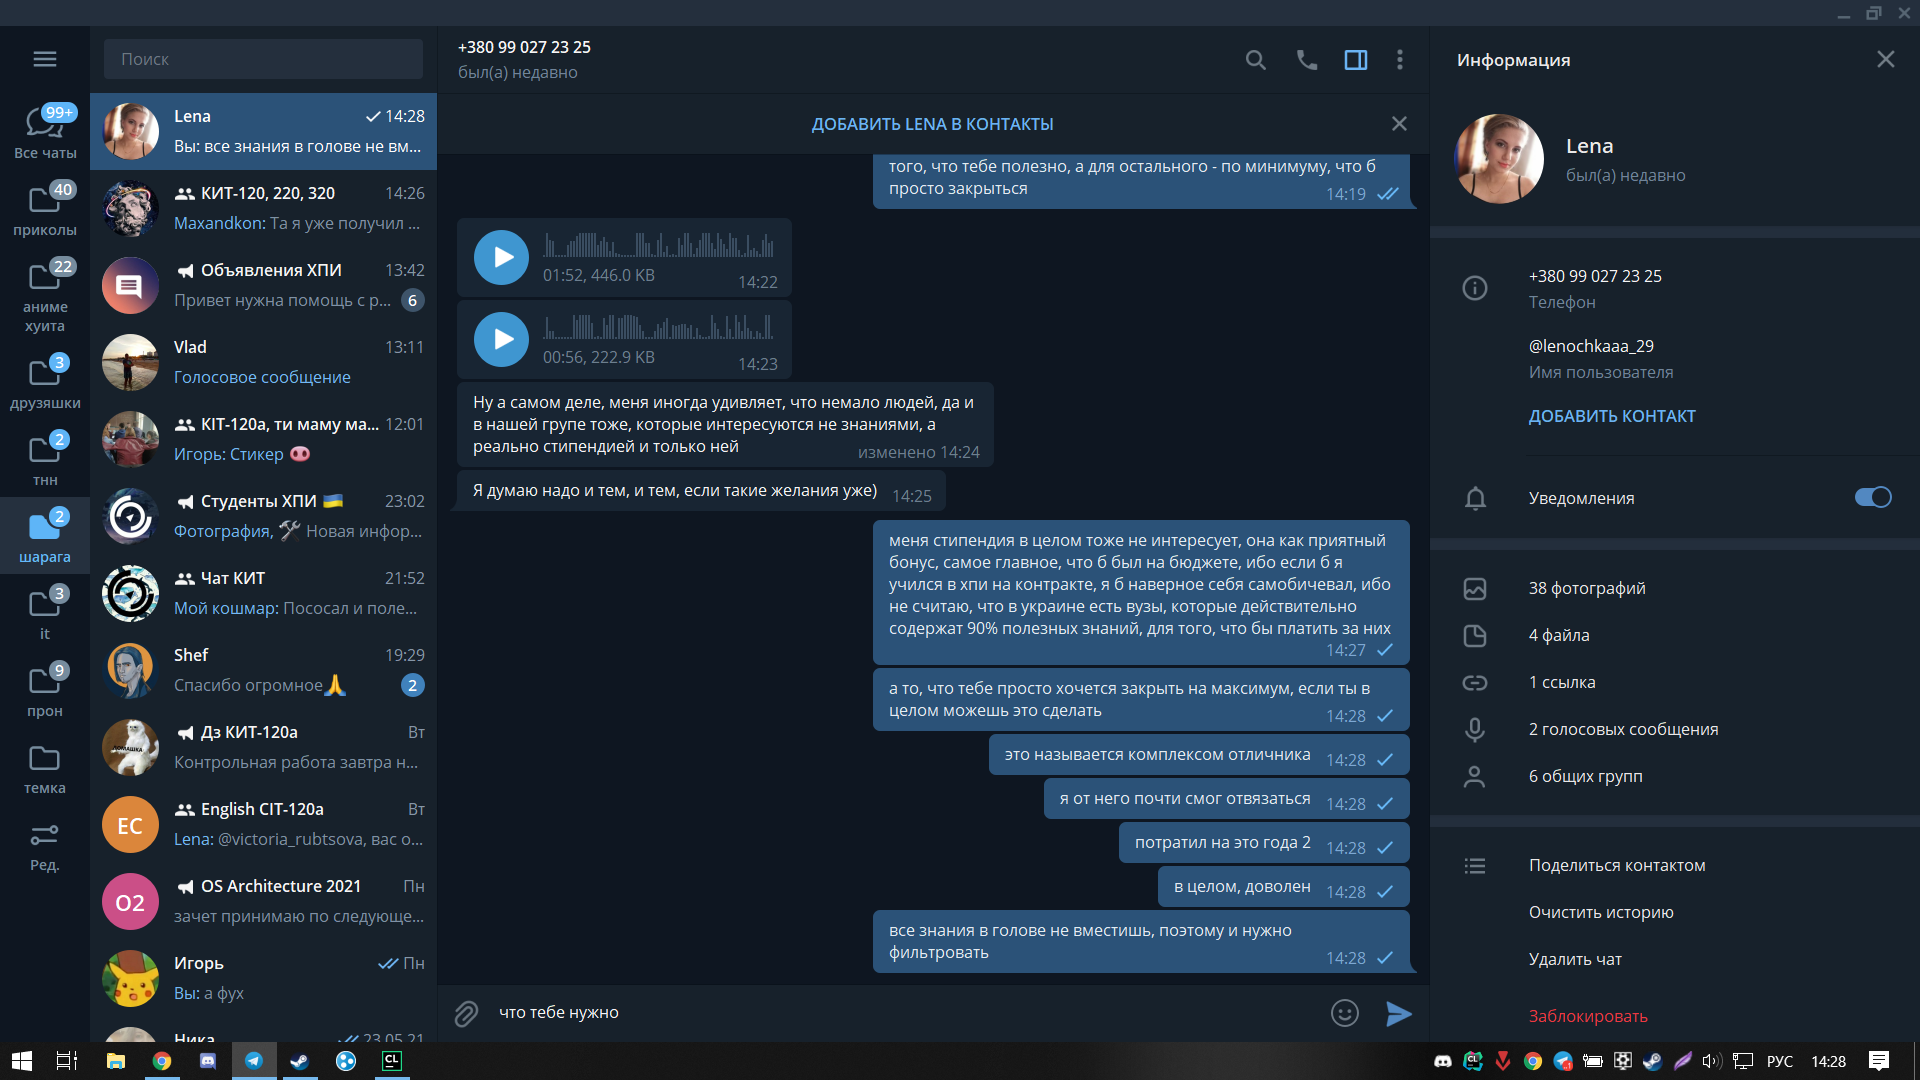 Поиск
99+
Все чаты
40
приколы
22
аниме
хуита
3
друзяшки
2
тнн
2
шарага
3
it
9
прон
темка
Ред.
Lena
14:28
Вы: все знания в голове не вм...
КИТ-120, 220, 320
14:26
Maxandkon: Та я уже получил ...
Объявления ХПИ
13:42
Привет нужна помощь с р...
6
Vlad
13:11
Голосовое сообщение
КІТ-120а, ти маму ма...
12:01
Игорь: Стикер
Студенты ХПИ
23:02
Фотография, Новая инфор...
Чат КИТ
21:52
Мой кошмар: Пососал и поле...
Shef
19:29
Спасибо огромное
2
ДОМАШКА
Дз КИТ-120а
Вт
Контрольная работа завтра н...
EC
English CIT-120a
Вт
Lena: @victoria_rubtsova, вас о...
O2
OS Architecture 2021
Пн
зачет принимаю по следующе...
Игорь
Пн
Вы: а фух
Ника
23.05.21
+380 99 027 23 25
был(а) недавно
ДОБАВИТЬ LENA В КОНТАКТЫ
того, что тебе полезно, а для остального - по минимуму, что б
просто закрыться
14:19
01:52, 446.0 KB
14:22
00:56, 222.9 KB
14:23
Ну а самом деле, меня иногда удивляет, что немало людей, да и
в нашей групе тоже, которые интересуются не знаниями, а
реально стипендией и только ней
изменено 14:24
Я думаю надо и тем, и тем, если такие желания уже)
14:25
меня стипендия в целом тоже не интересует, она как приятный
бонус, самое главное, что б был на бюджете, ибо если б я
учился в хпи на контракте, я б наверное себя самобичевал, ибо
не считаю, что в украине есть вузы, которые действительно
содержат 90% полезных знаний, для того, что бы платить за них
14:27
а то, что тебе просто хочется закрыть на максимум, если ты в
целом можешь это сделать
14:28
это называется комплексом отличника
14:28
я от него почти смог отвязаться
14:28
потратил на это года 2
14:28
в целом, доволен
14:28
все знания в голове не вместишь, поэтому и нужно
фильтровать
14:28
что тебе нужно
Информация
Lena
был(а) недавно
+380 99 027 23 25
Телефон
@lenochkaaa_29
Имя пользователя
ДОБАВИТЬ КОНТАКТ
Уведомления
38 фотографий
4 файла
1 ссылка
2 голосовых сообщения
6 общих групп
Поделиться контактом
Очистить историю
Удалить чат
Заблокировать
CL
CL
РУС
14:28